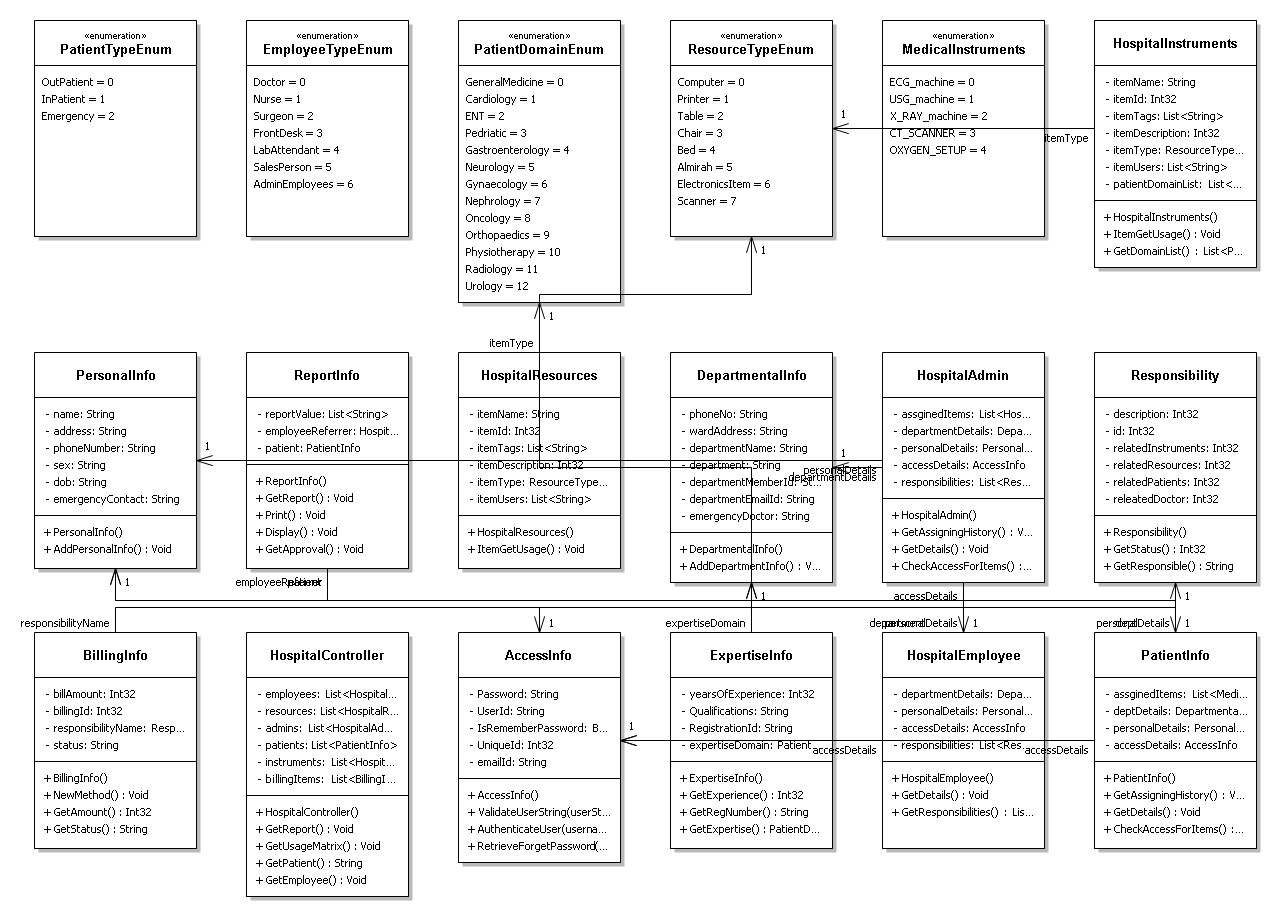 «enumeration»
PatientTypeEnum
OutPatient = 0
InPatient = 1
Emergency = 2
«enumeration»
EmployeeTypeEnum
Doctor = 0
Nurse = 1
Surgeon = 2
FrontDesk = 3
LabAttendant = 4
SalesPerson = 5
AdminEmployees = 6
«enumeration»
PatientDomainEnum
GeneralMedicine = 0
Cardiology = 1
ENT = 2
Pedriatic = 3
Gastroenterology = 4
Neurology = 5
Gynaecology = 6
Nephrology = 7
Oncology = 8
Orthopaedics = 9
Physiotherapy = 10
Radiology = 11
Urology = 12
«enumeration»
ResourceTypeEnum
Computer = 0
Printer = 1
Table = 2
Chair = 3
Bed = 4
Almirah = 5
ElectronicsItem = 6
Scanner = 7
1
«enumeration»
MedicalInstruments
ECG_machine = 0
USG_machine = 1
X_RAY_machine = 2
CT_SCANNER = 3
OXYGEN_SETUP = 4
itemType
HospitalInstruments
- itemName: String
- itemId: Int32
- itemTags: List<String>
- itemDescription: Int32
- itemType: ResourceType...
- itemUsers: List<String>
- patientDomainList: List<...
+ HospitalInstruments()
+ ItemGetUsage() : Void
+ GetDomainList() : List<P...
1
1
itemType
PersonalInfo
- name: String
- address: String
- phoneNumber: String
- sex: String
- dob: String
- emergencyContact: String
+ PersonalInfo()
+ AddPersonalInfo() : Void
1
ReportInfo
- reportValue: List<String>
- employeeReferrer: Hospit...
- patient: PatientInfo
+ ReportInfo()
+ GetReport() : Void
+ Print() : Void
+ Display() : Void
+ GetApproval() : Void
HospitalResources
- itemName: String
- itemId: Int32
- itemTags: List<String>
- itemDescription: Int32
- itemType: ResourceType...
- itemUsers: List<String>
+ HospitalResources()
+ ItemGetUsage() : Void
DepartmentalInfo
- phoneNo: String
- wardAddress: String
- departmentName: String
- department: String
- departmentMemberId: St...
- departmentEmailId: String
- emergencyDoctor: String
+ DepartmentalInfo()
+ AddDepartmentInfo() : V...
1
personalDetails
departmentDetails
HospitalAdmin
- assginedItems: List<Hos...
- departmentDetails: Depa...
- personalDetails: Personal...
- accessDetails: AccessInfo
- responsibilities: List<Res...
+ HospitalAdmin()
+ GetAssigningHistory() : V...
+ GetDetails() : Void
+ CheckAccessForItems() :...
Responsibility
- description: Int32
- id: Int32
- relatedInstruments: Int32
- relatedResources: Int32
- relatedPatients: Int32
- releatedDoctor: Int32
+ Responsibility()
+ GetStatus() : Int32
+ GetResponsible() : String
1
employeeReferrer
patient
1
accessDetails
1
responsibilityName
1
expertiseDomain
departmentDetails
personalDetails
1
personalDetails
deptDetails
1
BillingInfo
- billAmount: Int32
- billingId: Int32
- responsibilityName: Resp...
- status: String
+ BillingInfo()
+ NewMethod() : Void
+ GetAmount() : Int32
+ GetStatus() : String
HospitalController
- employees: List<Hospital...
- resources: List<HospitalR...
- admins: List<HospitalAd...
- patients: List<PatientInfo>
- instruments: List<Hospital...
- billingItems: List<BillingI...
+ HospitalController()
+ GetReport() : Void
+ GetUsageMatrix() : Void
+ GetPatient() : String
+ GetEmployee() : Void
AccessInfo
- Password: String
- UserId: String
- IsRememberPassword: B...
- UniqueId: Int32
- emailId: String
+ AccessInfo()
+ ValidateUserString(userSt...
+ AuthenticateUser(userna...
+ RetrieveForgetPassword(...
1
ExpertiseInfo
- yearsOfExperience: Int32
- Qualifications: String
- RegistrationId: String
- expertiseDomain: Patient
+ ExpertiseInfo()
+ GetExperience() : Int32
+ GetRegNumber() : String
+ GetExpertise() : PatientD...
accessDetails
HospitalEmployee
- departmentDetails: Depa...
- personalDetails: Personal...
- accessDetails: AccessInfo
- responsibilities: List<Res
+ HospitalEmployee()
+ GetDetails() : Void
+ GetResponsibilities() : Lis...
accessDetails
PatientInfo
- assginedItems: List<Medi...
- deptDetails: Departmenta...
- personalDetails: Personal...
- accessDetails: AccessInfo
+ PatientInfo()
+ GetAssigningHistory() : V...
+ GetDetails() : Void
+ CheckAccessForItems() :...